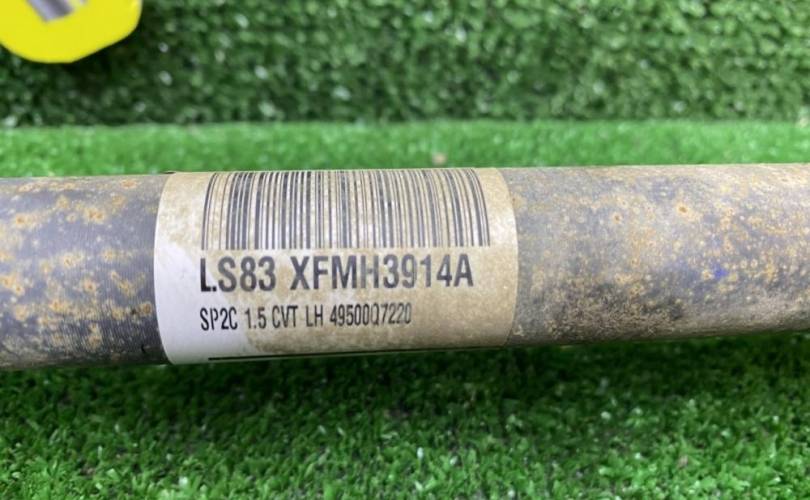 LS83 XFMH3914A
SP2C 1.5 CVT LH 49500Q7220